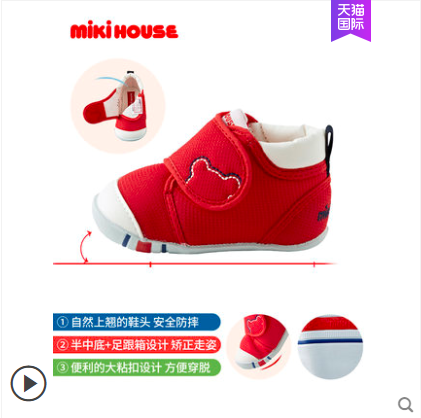 天猫
国际
miKi HOUSE
miki
① 自然上翘的鞋头 安全防摔
② 半中底+足跟箱设计 矫正走姿
③ 便利的大粘扣设计 方便穿脱